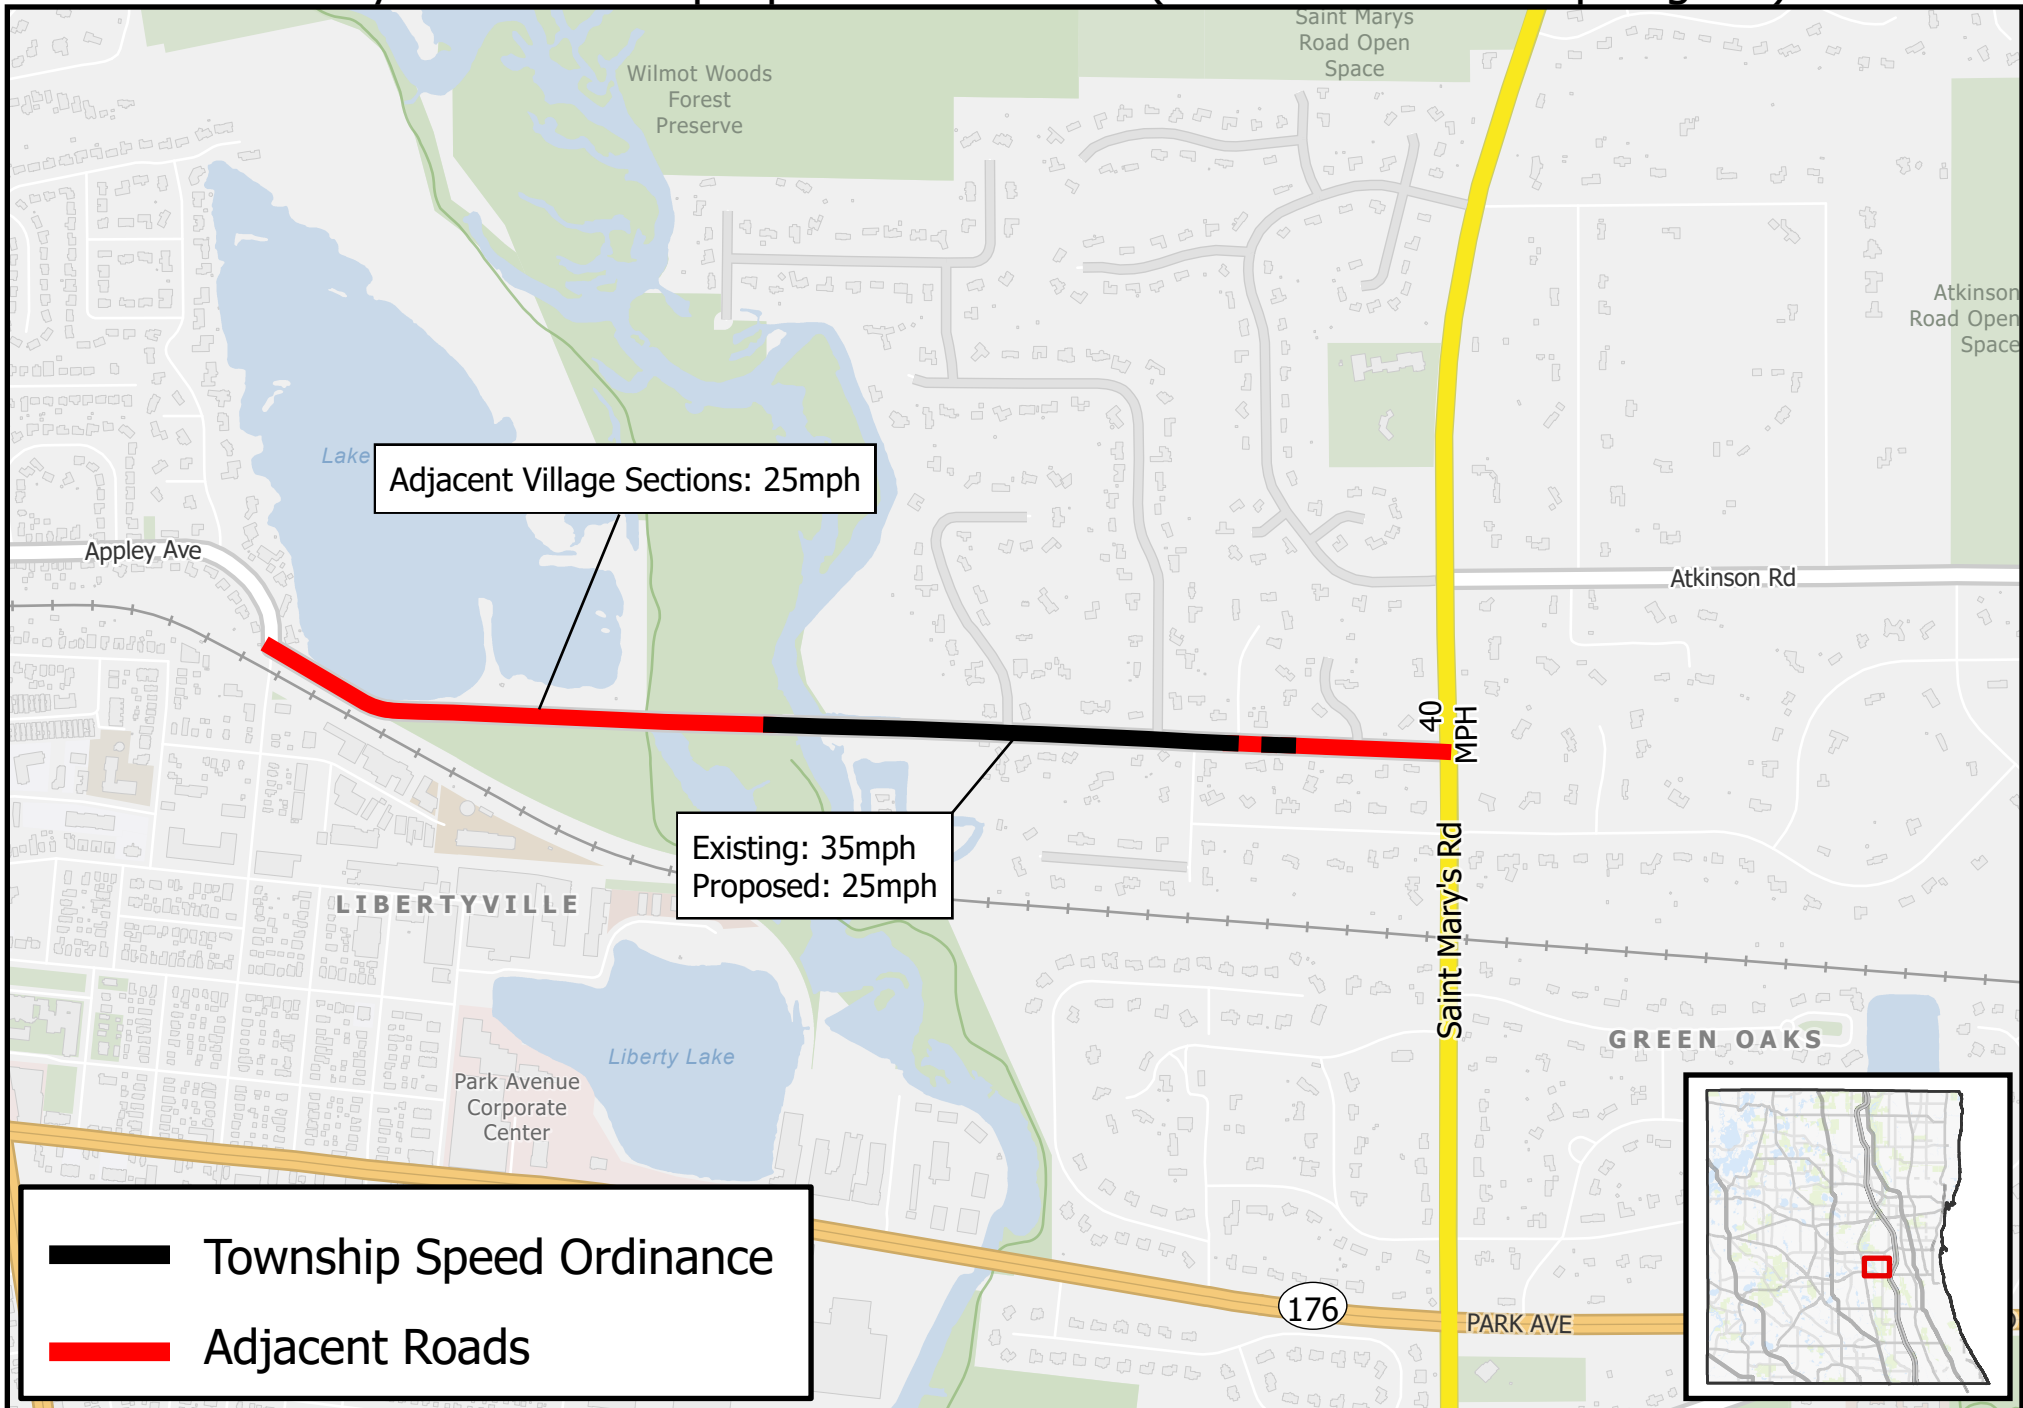 Saint Marys
Road Open
Space
Wilmot Woods
Forest
Preserve
Atkinson
Road Open
Space
Lake
Adjacent Village Sections: 25mph
Appley Ave
Atkinson Rd
40
MPH
Existing: 35mph
Proposed: 25mph
Saint Mary's Rd
LIBERTYVILLE
GREEN OAKS
Liberty Lake
Park Avenue
Corporate
Center
Township Speed Ordinance
Adjacent Roads
176
PARK AVE